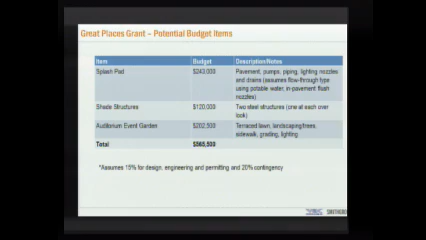 Great Places Grant – Potential Budget Items
Item Budget Description/Notes
Splash Pad $243,000 Pavement, pumps, piping, lighting nozzles
and drains (assumes flow-through type
using potable water, in-pavement flush
nozzles)
Shade Structures $120,000 Two steel structures (one at each over
look)
Auditorium Event Garden $202,500 Terraced lawn, landscaping/trees,
sidewalk, grading, lighting
Total $565,500
*Assumes 15% for design, engineering and permitting and 20% contingency